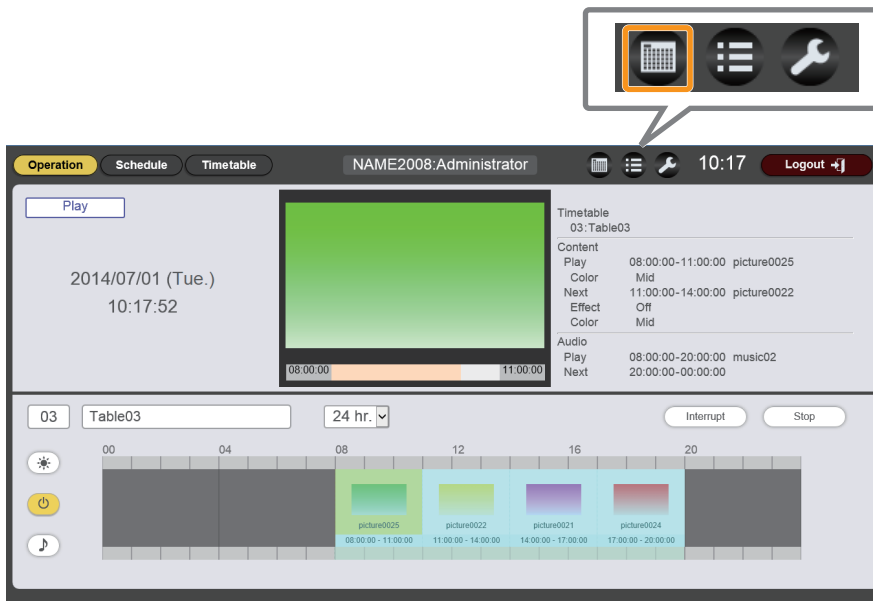 Operation Schedule Timetable NAME2008:Administrator 10:17 Logout
Play
2014/07/01 (Tue.)
10:17:52
08:00:00 11:00:00
Timetable
03:Table03
Content
Play 08:00:00-11:00:00 picture0025
Color Mid
Next 11:00:00-14:00:00 picture0022
Effect Off
Color Mid
Audio
Play 08:00:00-20:00:00 music02
Next 20:00:00-00:00:00
03 Table03 24 hr. Interrupt Stop
00 04 08 12 16 20
picture0025 picture0022 picture0021 picture0024
08:00:00 - 11:00:00 11:00:00 - 14:00:00 14:00:00 - 17:00:00 17:00:00 - 20:00:00